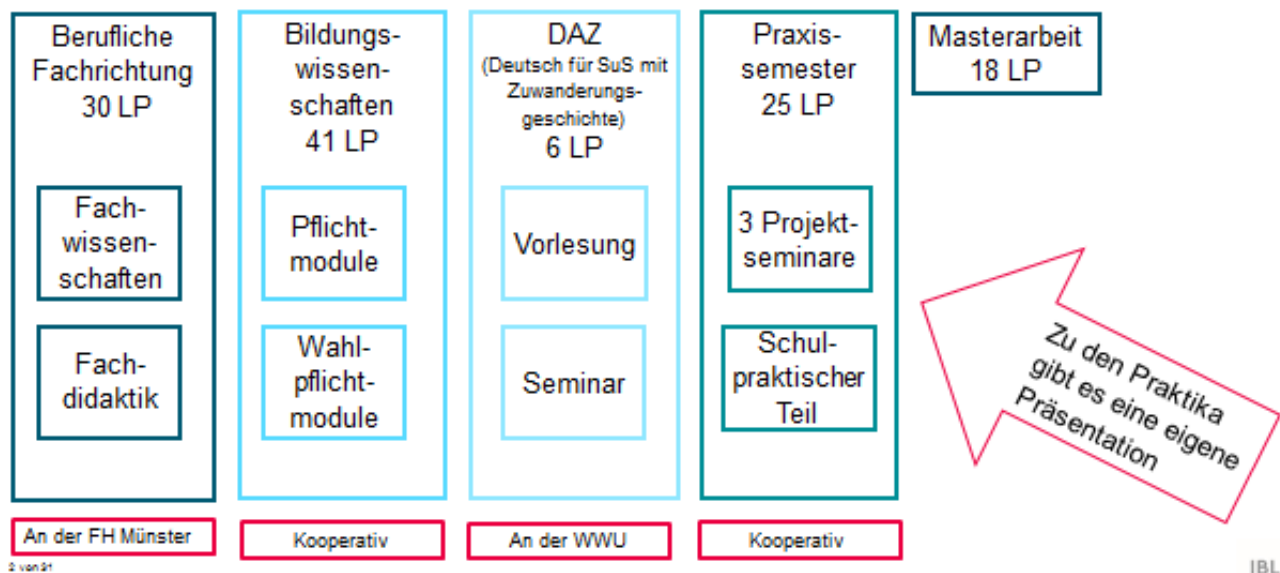 Berufliche
Fachrichtung
30 LP
Fach-
wissen-
schaften
Fach-
didaktik
An der FH Münster
Bildungs-
wissen-
schaften
41 LP
Pflicht-
module
Wahl-
pflicht-
module
Kooperativ
DAZ
(Deutsch für SuS mit
Zuwanderungs-
geschichte)
6 LP
Vorlesung
Seminar
An der WWU
Praxis-
semester
25 LP
3 Projekt-
seminare
Schul-
praktischer
Teil
Kooperativ
Masterarbeit
18 LP
Zu den Praktika
gibt es eine eigene
Präsentation
2 von 31
IBL